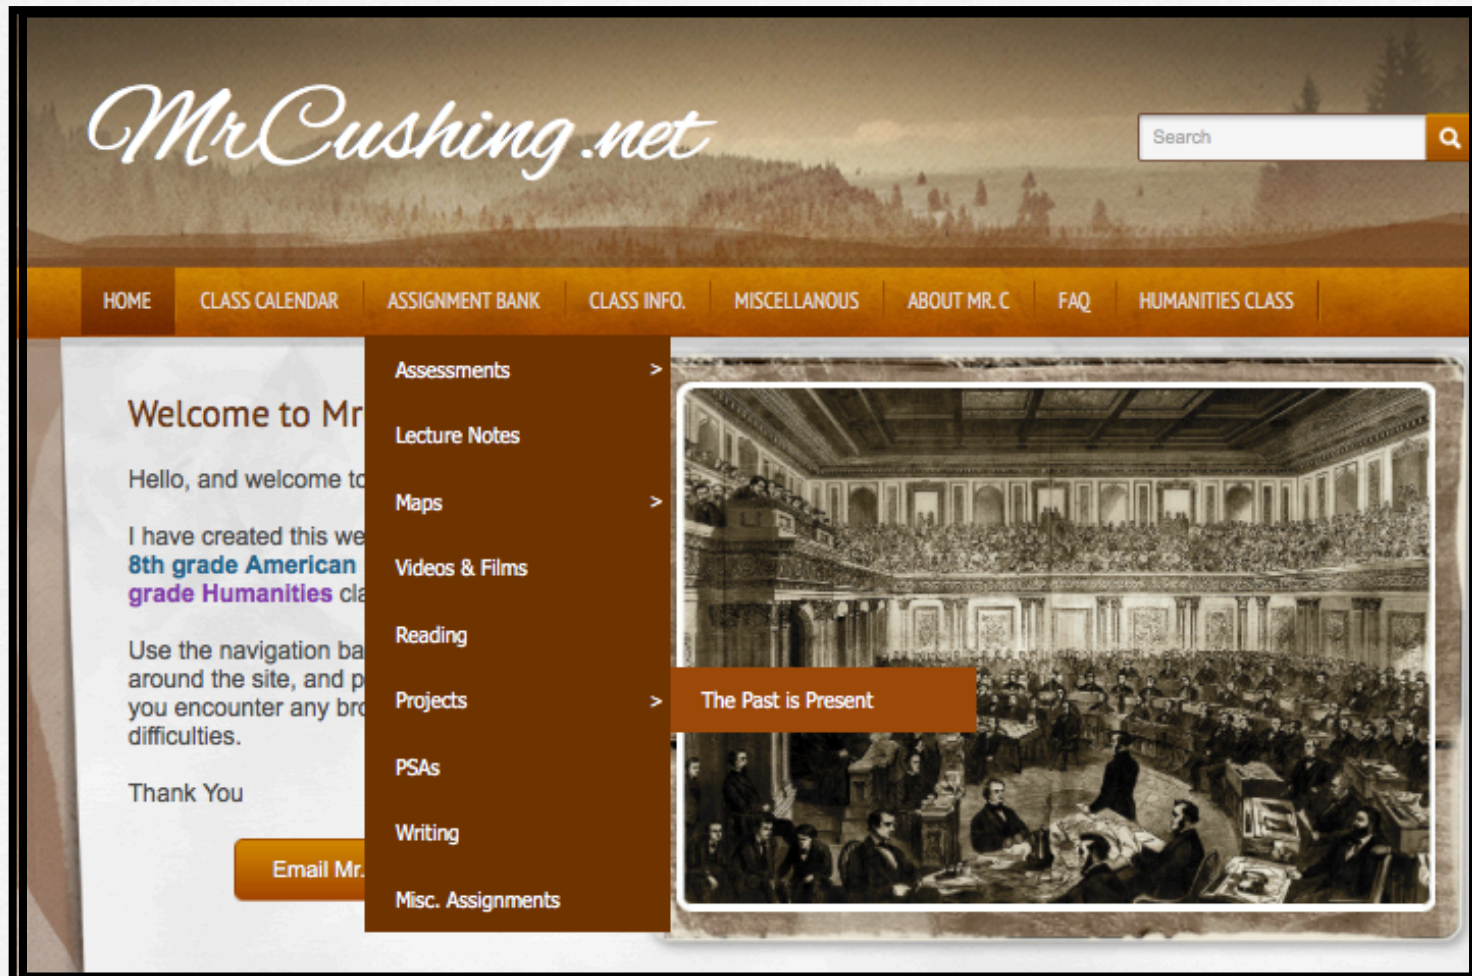 MrCushing.net
Search
HOME CLASS CALENDAR ASSIGNMENT BANK CLASS INFO. MISCELLANOUS ABOUT MR. C FAQ HUMANITIES CLASS
Welcome to Mr
Hello, and welcome to
I have created this we
8th grade American
grade Humanities cla
Use the navigation ba
around the site, and p
you encounter any bro
difficulties.
Thank You
Email Mr.
Assessments >
Lecture Notes
Maps >
Videos & Films
Reading
Projects >
The Past is Present
PSAs
Writing
Misc. Assignments